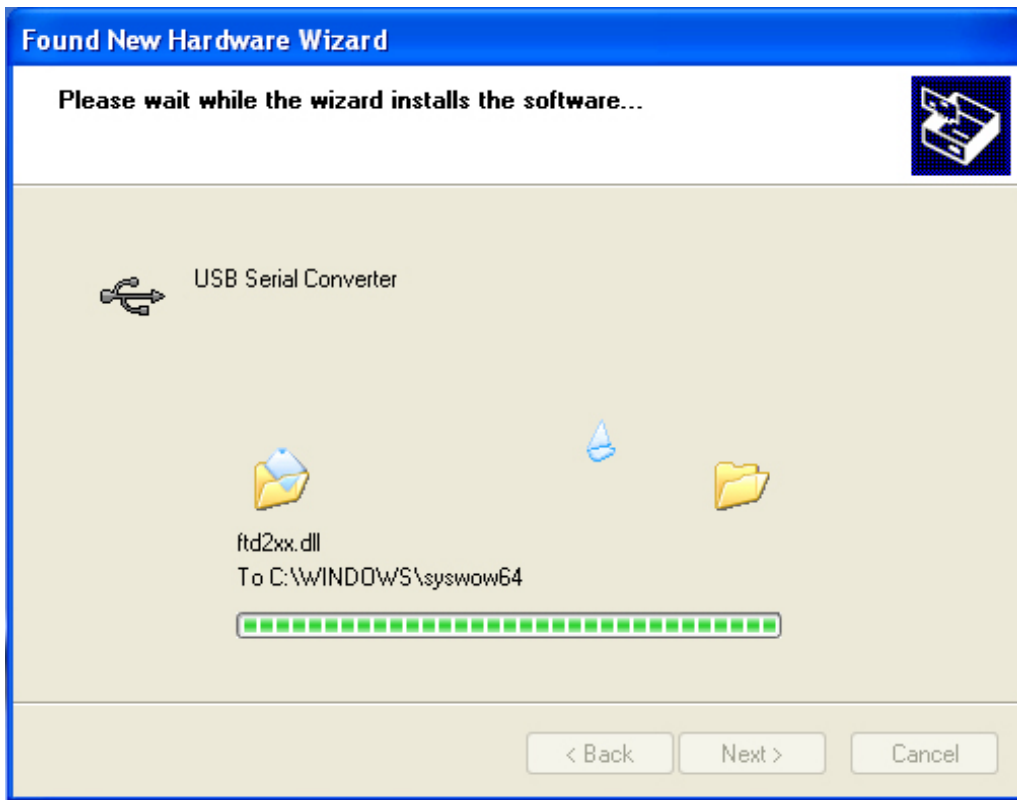 Found New Hardware Wizard
Please wait while the wizard installs the software...
USB Serial Converter
ftd2xx.dll
To C:\WINDOWS\syswow64
< Back
Next >
Cancel